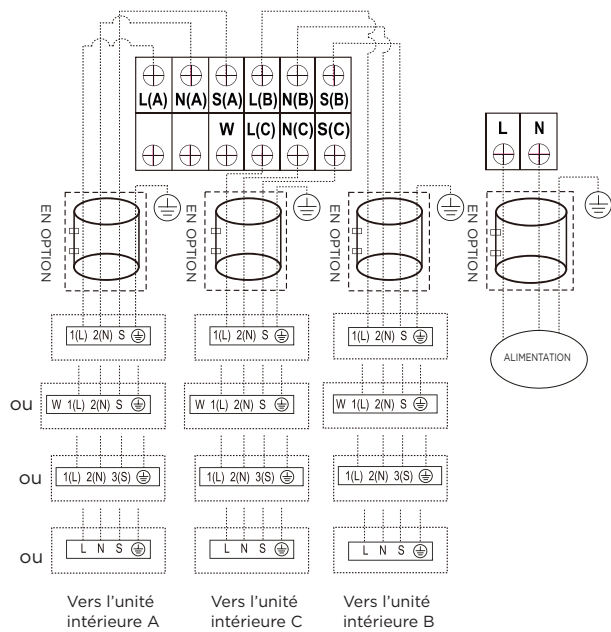 L(A) N(A) S(A) L(B) N(B) S(B)
W L(C) N(C) S(C)
L N
EN OPTION
EN OPTION
EN OPTION
EN OPTION
ALIMENTATION
1(L) 2(N) S
1(L) 2(N) S
1(L) 2(N) S
ou
W 1(L) 2(N) S
W 1(L) 2(N) S
W 1(L) 2(N) S
ou
1(L) 2(N) 3(S)
1(L) 2(N) 3(S)
1(L) 2(N) 3(S)
ou
L N S
L N S
L N S
Vers l'unité
intérieure A
Vers l'unité
intérieure C
Vers l'unité
intérieure B